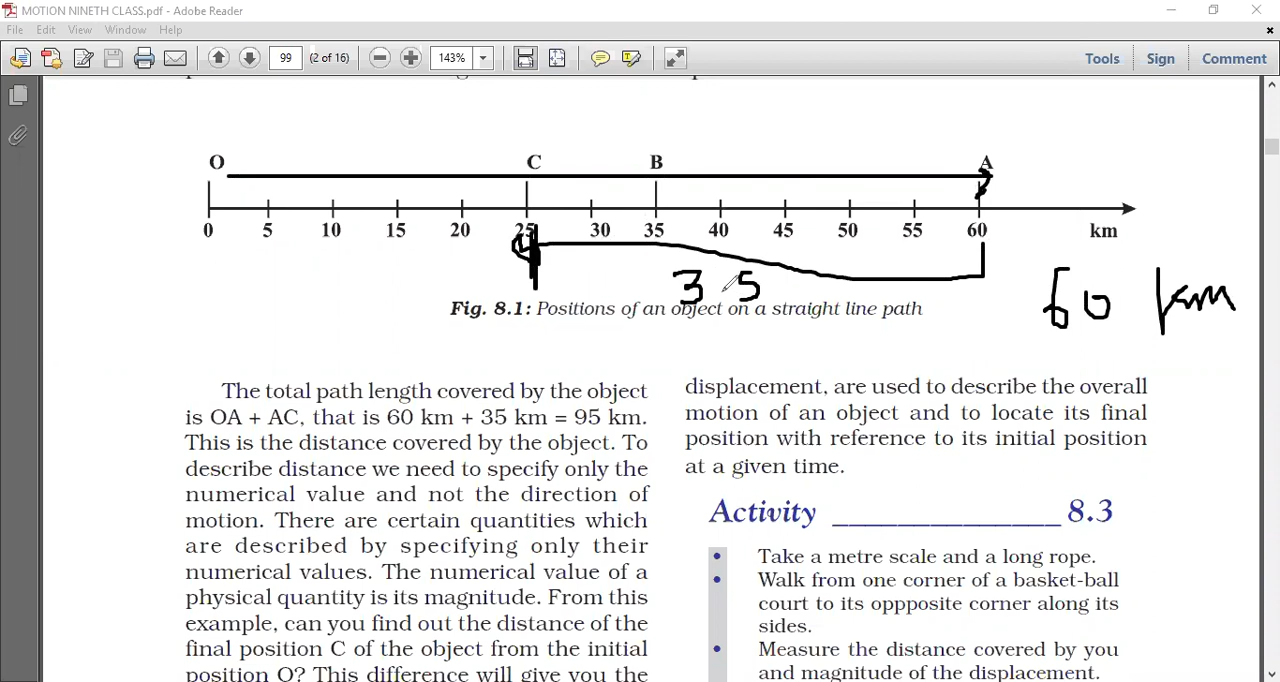 MOTION NINETH CLASS.pdf - Adobe Reader
File Edit View Window Help
99 (2 of 16) 143% Tools Sign Comment
O C B A
0 5 10 15 20 25 30 35 40 45 50 55 60 km
3 5
60 km
Fig. 8.1: Positions of an object on a straight line path
The total path length covered by the object
is OA + AC, that is 60 km + 35 km = 95 km.
This is the distance covered by the object. To
describe distance we need to specify only the
numerical value and not the direction of
motion. There are certain quantities which
are described by specifying only their
numerical values. The numerical value of a
physical quantity is its magnitude. From this
example, can you find out the distance of the
final position C of the object from the initial
position O? This difference will give you the
displacement, are used to describe the overall
motion of an object and to locate its final
position with reference to its initial position
at a given time.
Activity ______________ 8.3
• Take a metre scale and a long rope.
• Walk from one corner of a basket-ball
court to its oppposite corner along its
sides.
• Measure the distance covered by you
and magnitude of the displacement.